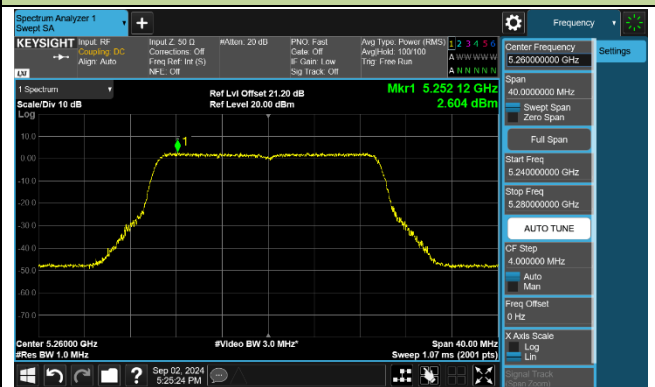 Spectrum Analyzer 1
Swept SA
+
Frequency
KEYSIGHT
Input: RF
Coupling: DC
Align: Auto
Input Z: 50 Ω
Corrections: Off
Freq Ref: Int (S)
NFE: Off
#Atten: 20 dB
PNO: Fast
Gate: Off
IF Gain: Low
Sig Track: Off
Avg Type: Power (RMS)
Avg|Hold: 100/100
Trig: Free Run
1 2 3 4 5 6
A W W W W W
A N N N N N
LXI
1 Spectrum
Scale/Div 10 dB
Log
Ref Lvl Offset 21.20 dB
Ref Level 20.00 dBm
Mkr1 5.252 12 GHz
2.604 dBm
1
10.0
0.00
-10.0
-20.0
-30.0
-40.0
-50.0
-60.0
-70.0
Center 5.26000 GHz
#Res BW 1.0 MHz
#Video BW 3.0 MHz*
Span 40.00 MHz
Sweep 1.07 ms (2001 pts)
Center Frequency
5.260000000 GHz
Span
40.0000000 MHz
Swept Span
Zero Span
Full Span
Start Freq
5.240000000 GHz
Stop Freq
5.280000000 GHz
AUTO TUNE
CF Step
4.000000 MHz
Auto
Man
Freq Offset
0 Hz
X Axis Scale
Log
Lin
Signal Track
(Span Zoom)
Settings
?
Sep 02, 2024
5:25:24 PM